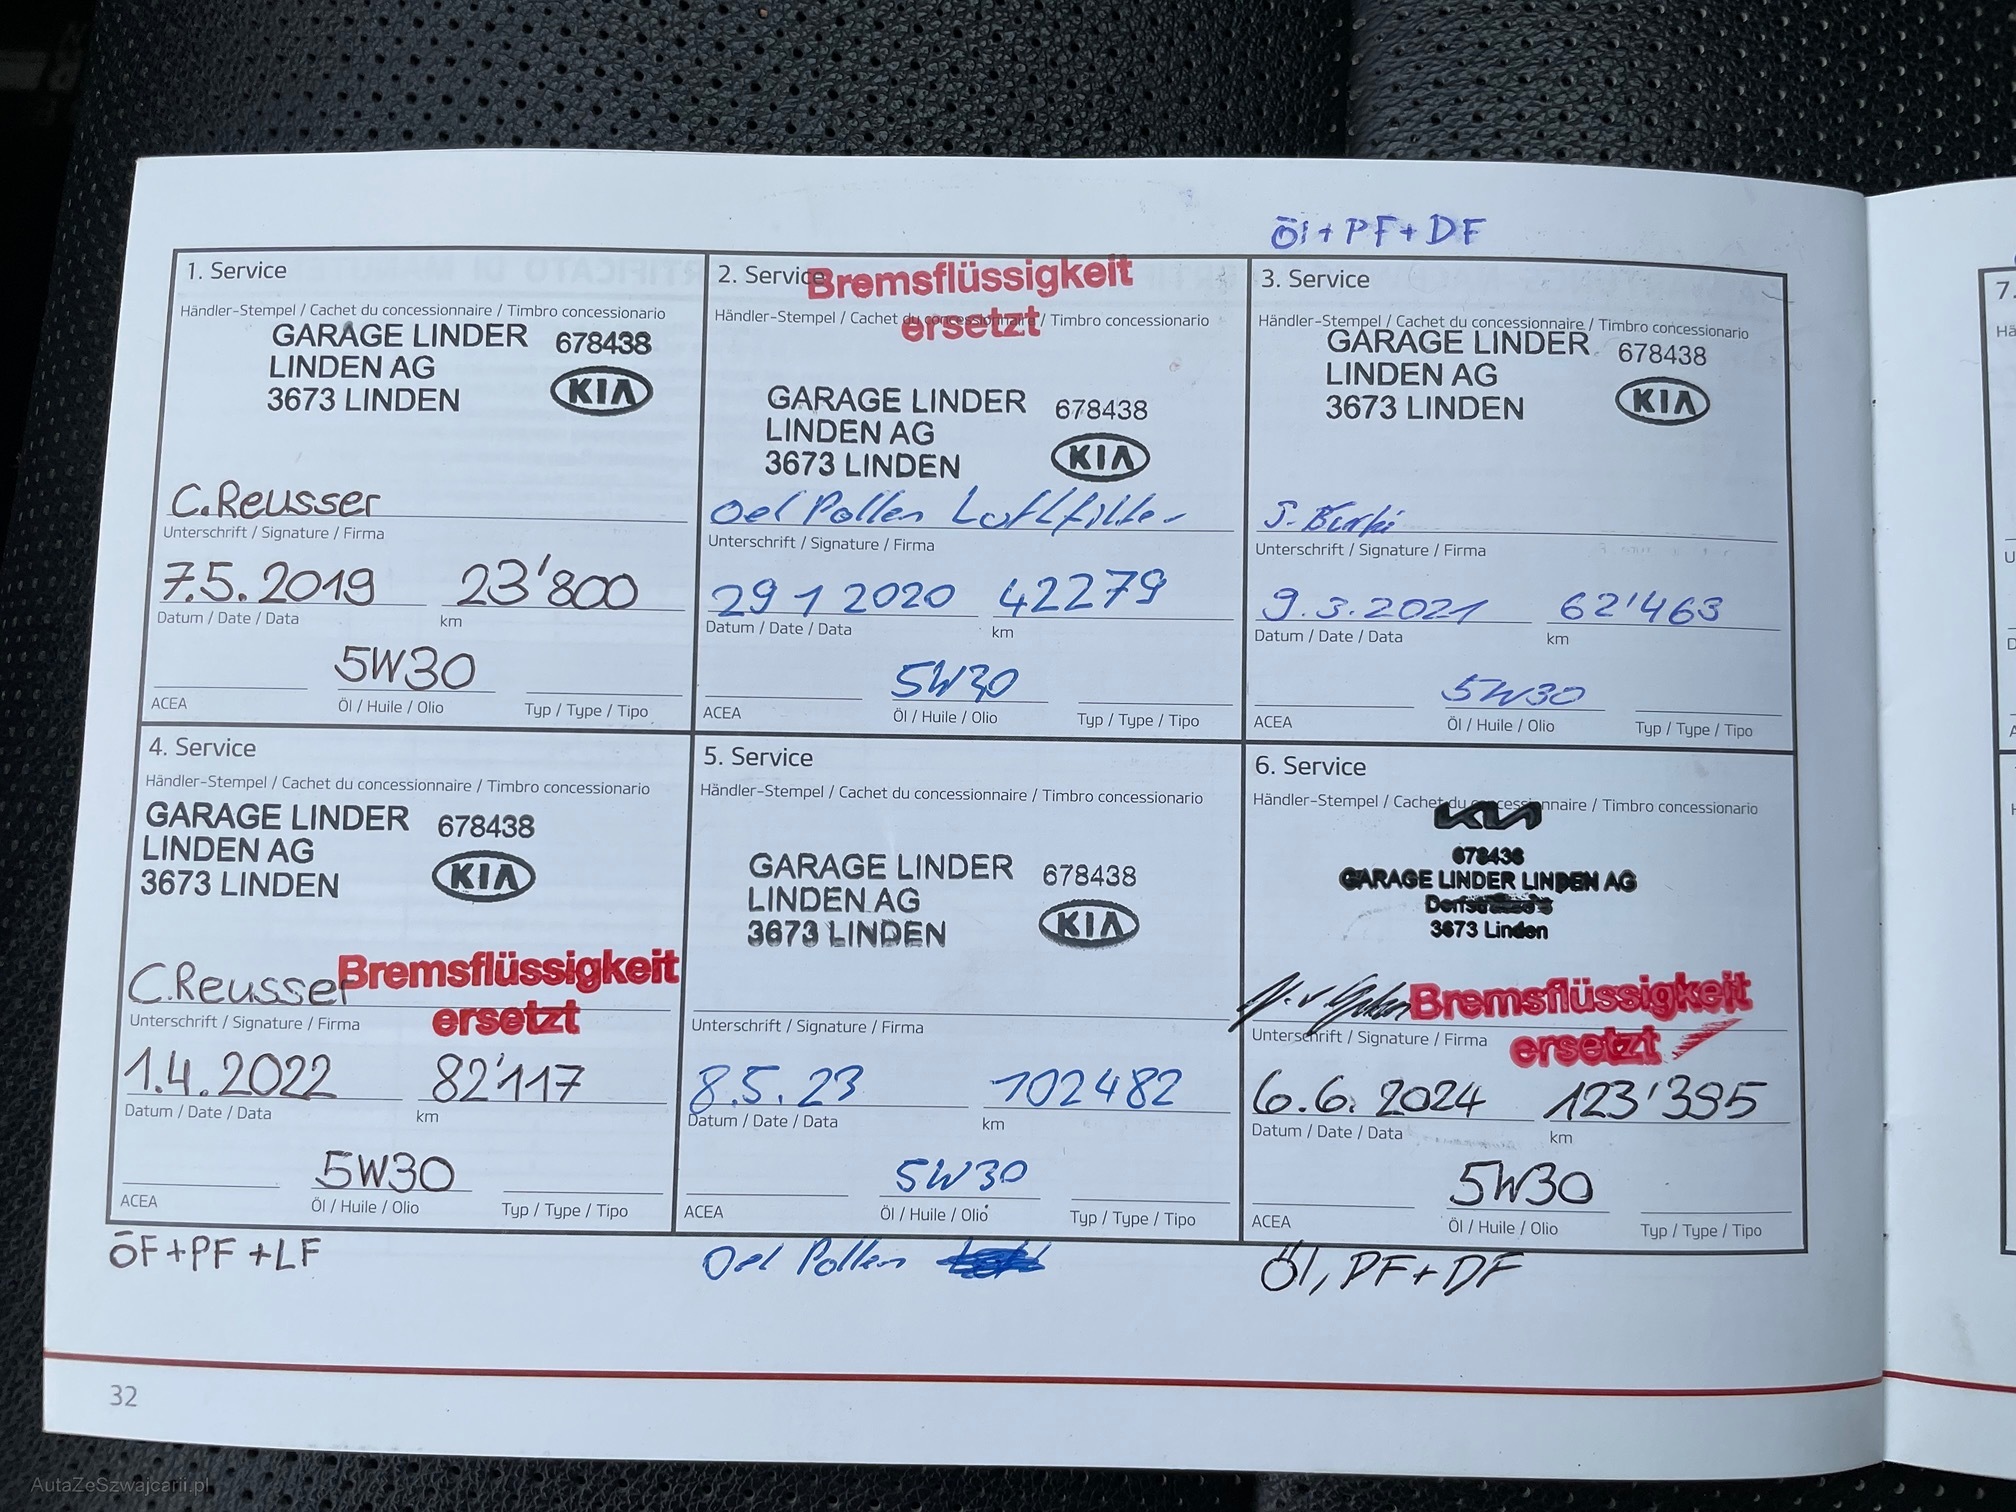 Öl + PF + DF
1. Service
Händler-Stempel / Cachet du concessionnaire / Timbro concessionario
GARAGE LINDER 678438
LINDEN AG KIA
3673 LINDEN
C. Reusser
Unterschrift / Signature / Firma
7.5.2019 23'800
Datum / Date / Data km
5W30
ACEA Öl / Huile / Olio Typ / Type / Tipo
2. Service Bremsflüssigkeit
ersetzt
Händler-Stempel / Cachet du concessionnaire / Timbro concessionario
GARAGE LINDER 678438
LINDEN AG KIA
3673 LINDEN
Oel Pollen Luftfilter
Unterschrift / Signature / Firma
29 1 2020 42279
Datum / Date / Data km
5W30
ACEA Öl / Huile / Olio Typ / Type / Tipo
3. Service
Händler-Stempel / Cachet du concessionnaire / Timbro concessionario
GARAGE LINDER 678438
LINDEN AG KIA
3673 LINDEN
Unterschrift / Signature / Firma
9.3.2021 62'463
Datum / Date / Data km
5W30
ACEA Öl / Huile / Olio Typ / Type / Tipo
4. Service
Händler-Stempel / Cachet du concessionnaire / Timbro concessionario
GARAGE LINDER 678438
LINDEN AG KIA
3673 LINDEN
C. Reusser Bremsflüssigkeit
ersetzt
Unterschrift / Signature / Firma
1.4.2022 82'117
Datum / Date / Data km
5W30
ACEA Öl / Huile / Olio Typ / Type / Tipo
ÖF + PF + LF
5. Service
Händler-Stempel / Cachet du concessionnaire / Timbro concessionario
GARAGE LINDER 678438
LINDEN AG KIA
3673 LINDEN
Unterschrift / Signature / Firma
8.5.23 102482
Datum / Date / Data km
5W30
ACEA Öl / Huile / Olio Typ / Type / Tipo
Oel Pollen
6. Service
Händler-Stempel / Cachet du concessionnaire / Timbro concessionario
KIA
678438
GARAGE LINDER LINDEN AG
3673 Linden
Bremsflüssigkeit
ersetzt
Unterschrift / Signature / Firma
6.6.2024 123'395
Datum / Date / Data km
5W30
ACEA Öl / Huile / Olio Typ / Type / Tipo
Öl, PF + DF
32
7.
AutaZeSzwajcarii.pl